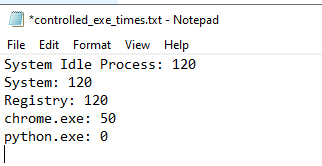 *controlled_exe_times.txt - Notepad
File Edit Format View Help
System Idle Process: 120
System: 120
Registry: 120
chrome.exe: 50
python.exe: 0